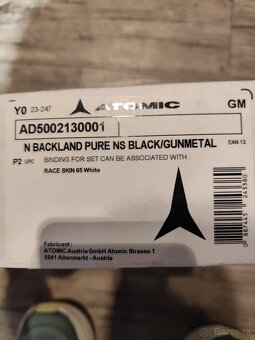 Y0 23-247 ATOMIC GM
AD5002130001
N BACKLAND PURE NS BLACK/GUNMETAL
P2 UPC BINDING FOR SET CAN BE ASSOCIATED WITH : EAN 13
RACE SKIN 65 White
Fabricant :
ATOMIC Austria GmbH Atomic Strasse 1
5541 Altenmarkt - Austria
bazos.sk